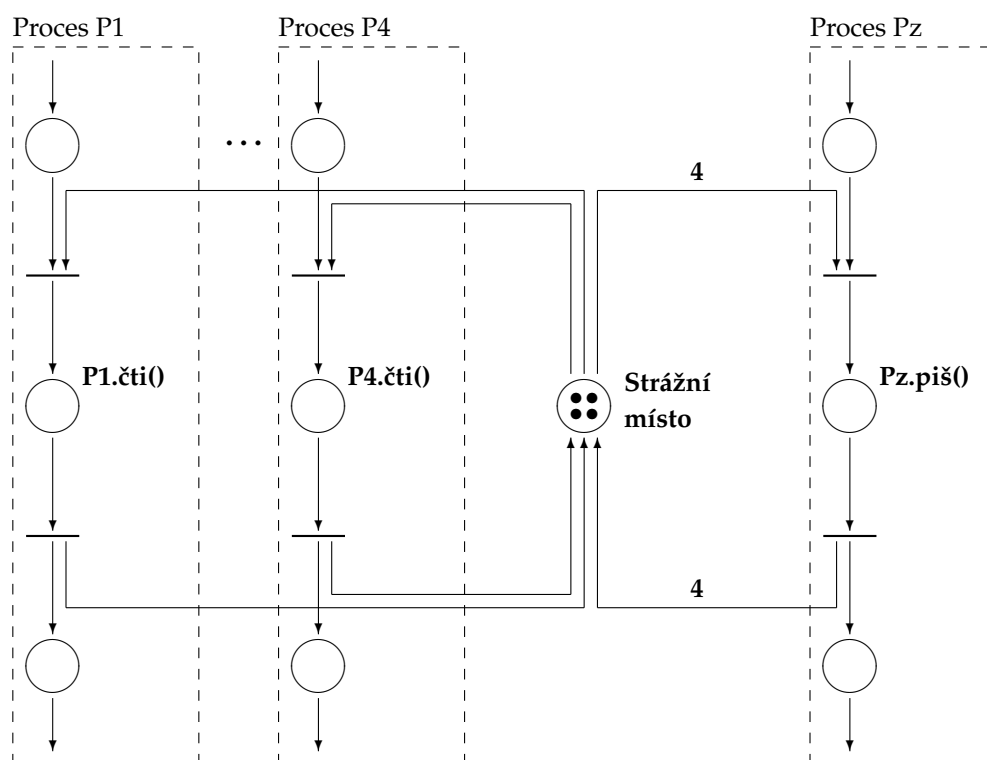 Proces P1
Proces P4
Proces Pz
...
4
P1.čti()
P4.čti()
Strážní
místo
Pz.piš()
4